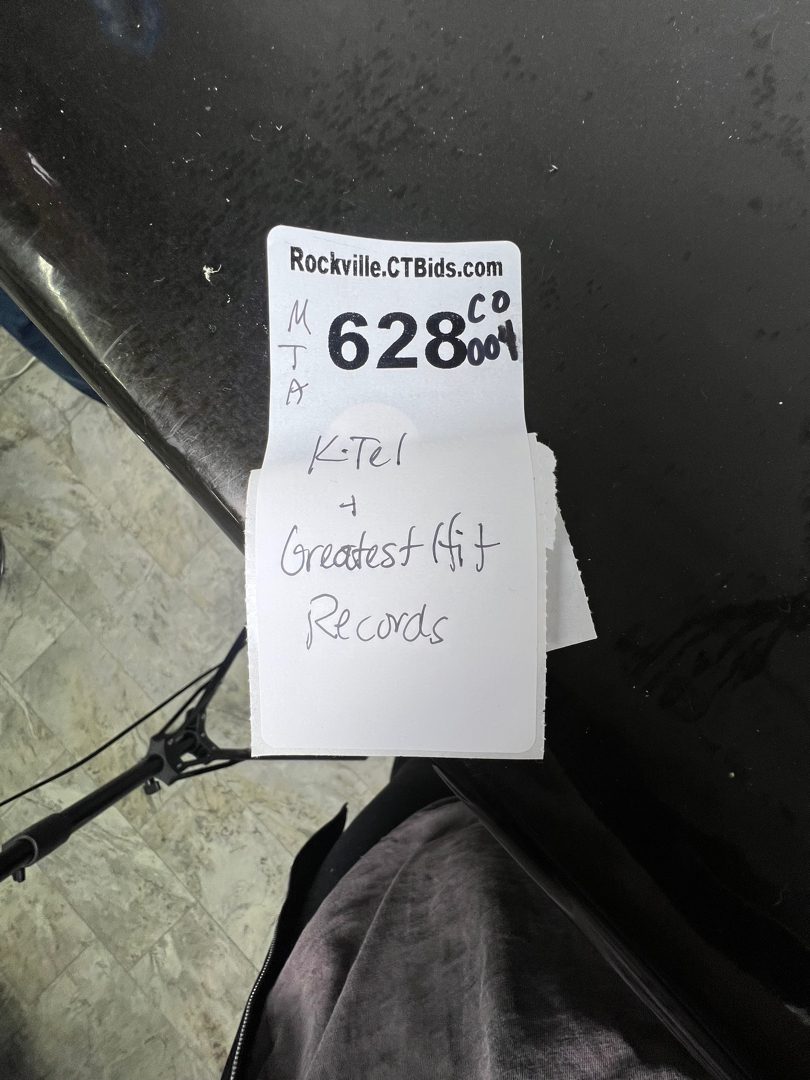 Rockville.CTBids.com
M T A
628 CO 004
K-Tel
+
Greatest Hit
Records